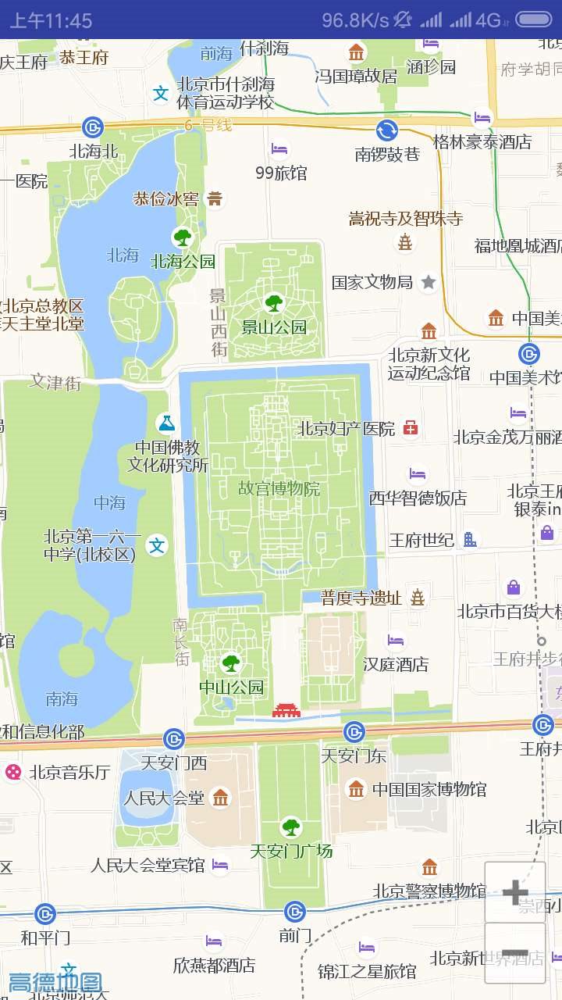 上午11:45
96.8K/s
4G
前海
什刹海
庆王府
恭王府
冯国璋故居
涵珍园
府学胡同
北京市什刹海
体育运动学校
6号线
北海北
南锣鼓巷
格林豪泰酒店
99旅馆
一医院
恭俭冰窖
嵩祝寺及智珠寺
北海
北海公园
福地凰城酒店
国家文物局
景山西街
景山公园
北京总教区
天主堂北堂
中国美
北京新文化
运动纪念馆
中国美术馆
文津街
北京妇产医院
北京金茂万丽酒
中国佛教
文化研究所
故宫博物院
西华智德饭店
北京王府
银泰in
中海
北京第一六一
中学(北校区)
王府世纪
普度寺遗址
北京市百货大楼
南长街
馆
王府井步行
汉庭酒店
中山公园
南海
业和信息化部
天安门西
天安门东
王府井
北京音乐厅
人民大会堂
中国国家博物馆
天安门广场
人民大会堂宾馆
北京警察博物馆
区
崇西小
和平门
前门
欣燕都酒店
锦江之星旅馆
北京新世界酒店
高德地图
北京师范大